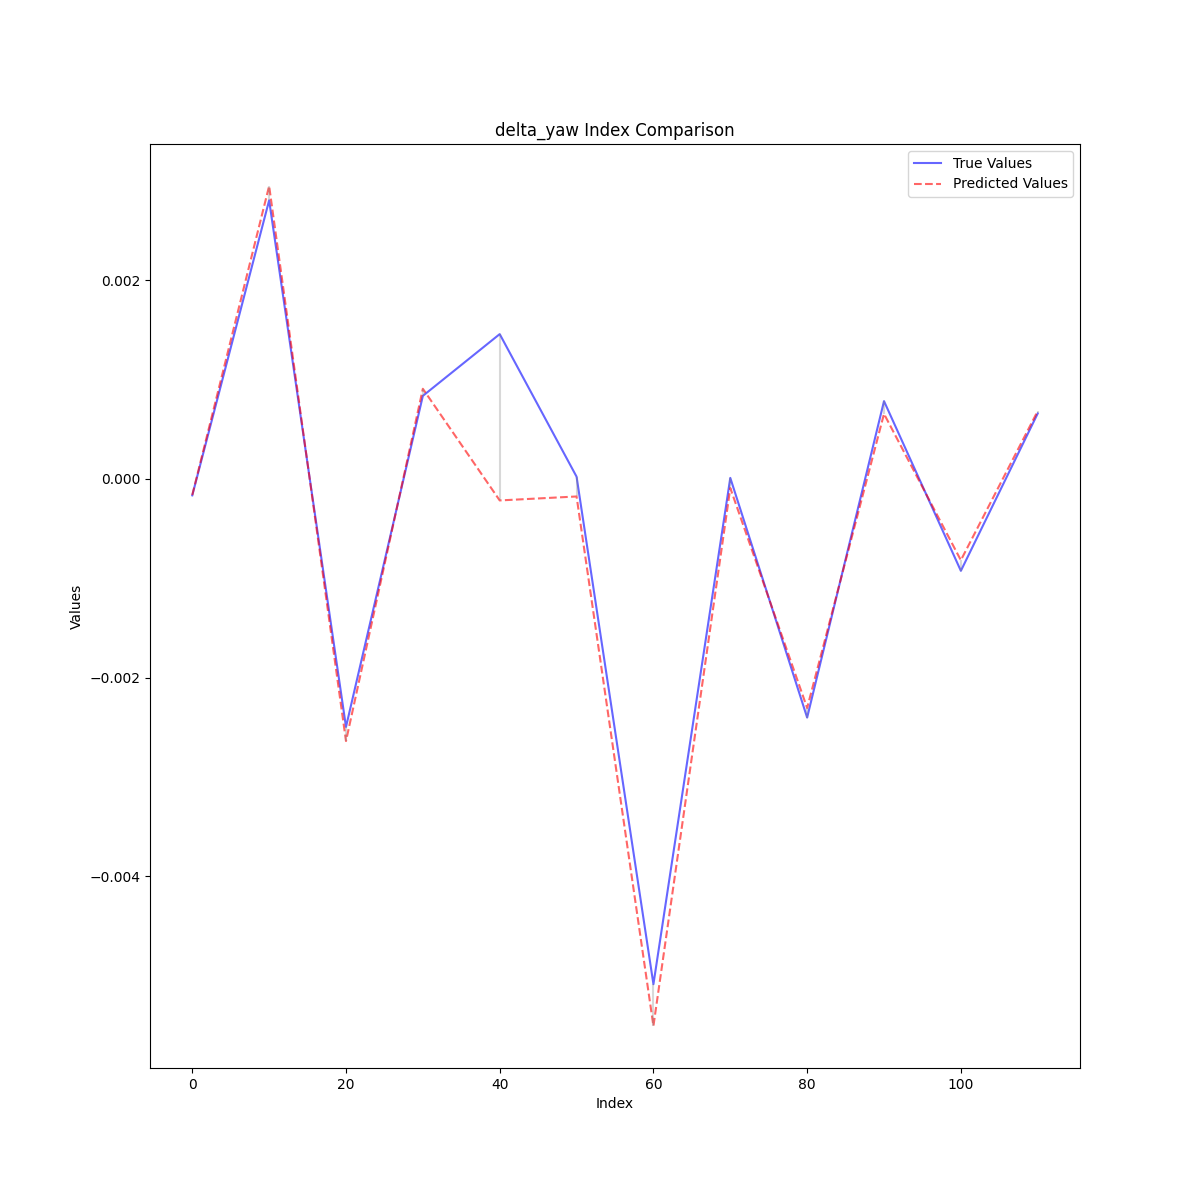 delta_yaw Index Comparison
True Values
Predicted Values
0.002
0.000
−0.002
−0.004
Values
0 20 40 60 80 100
Index